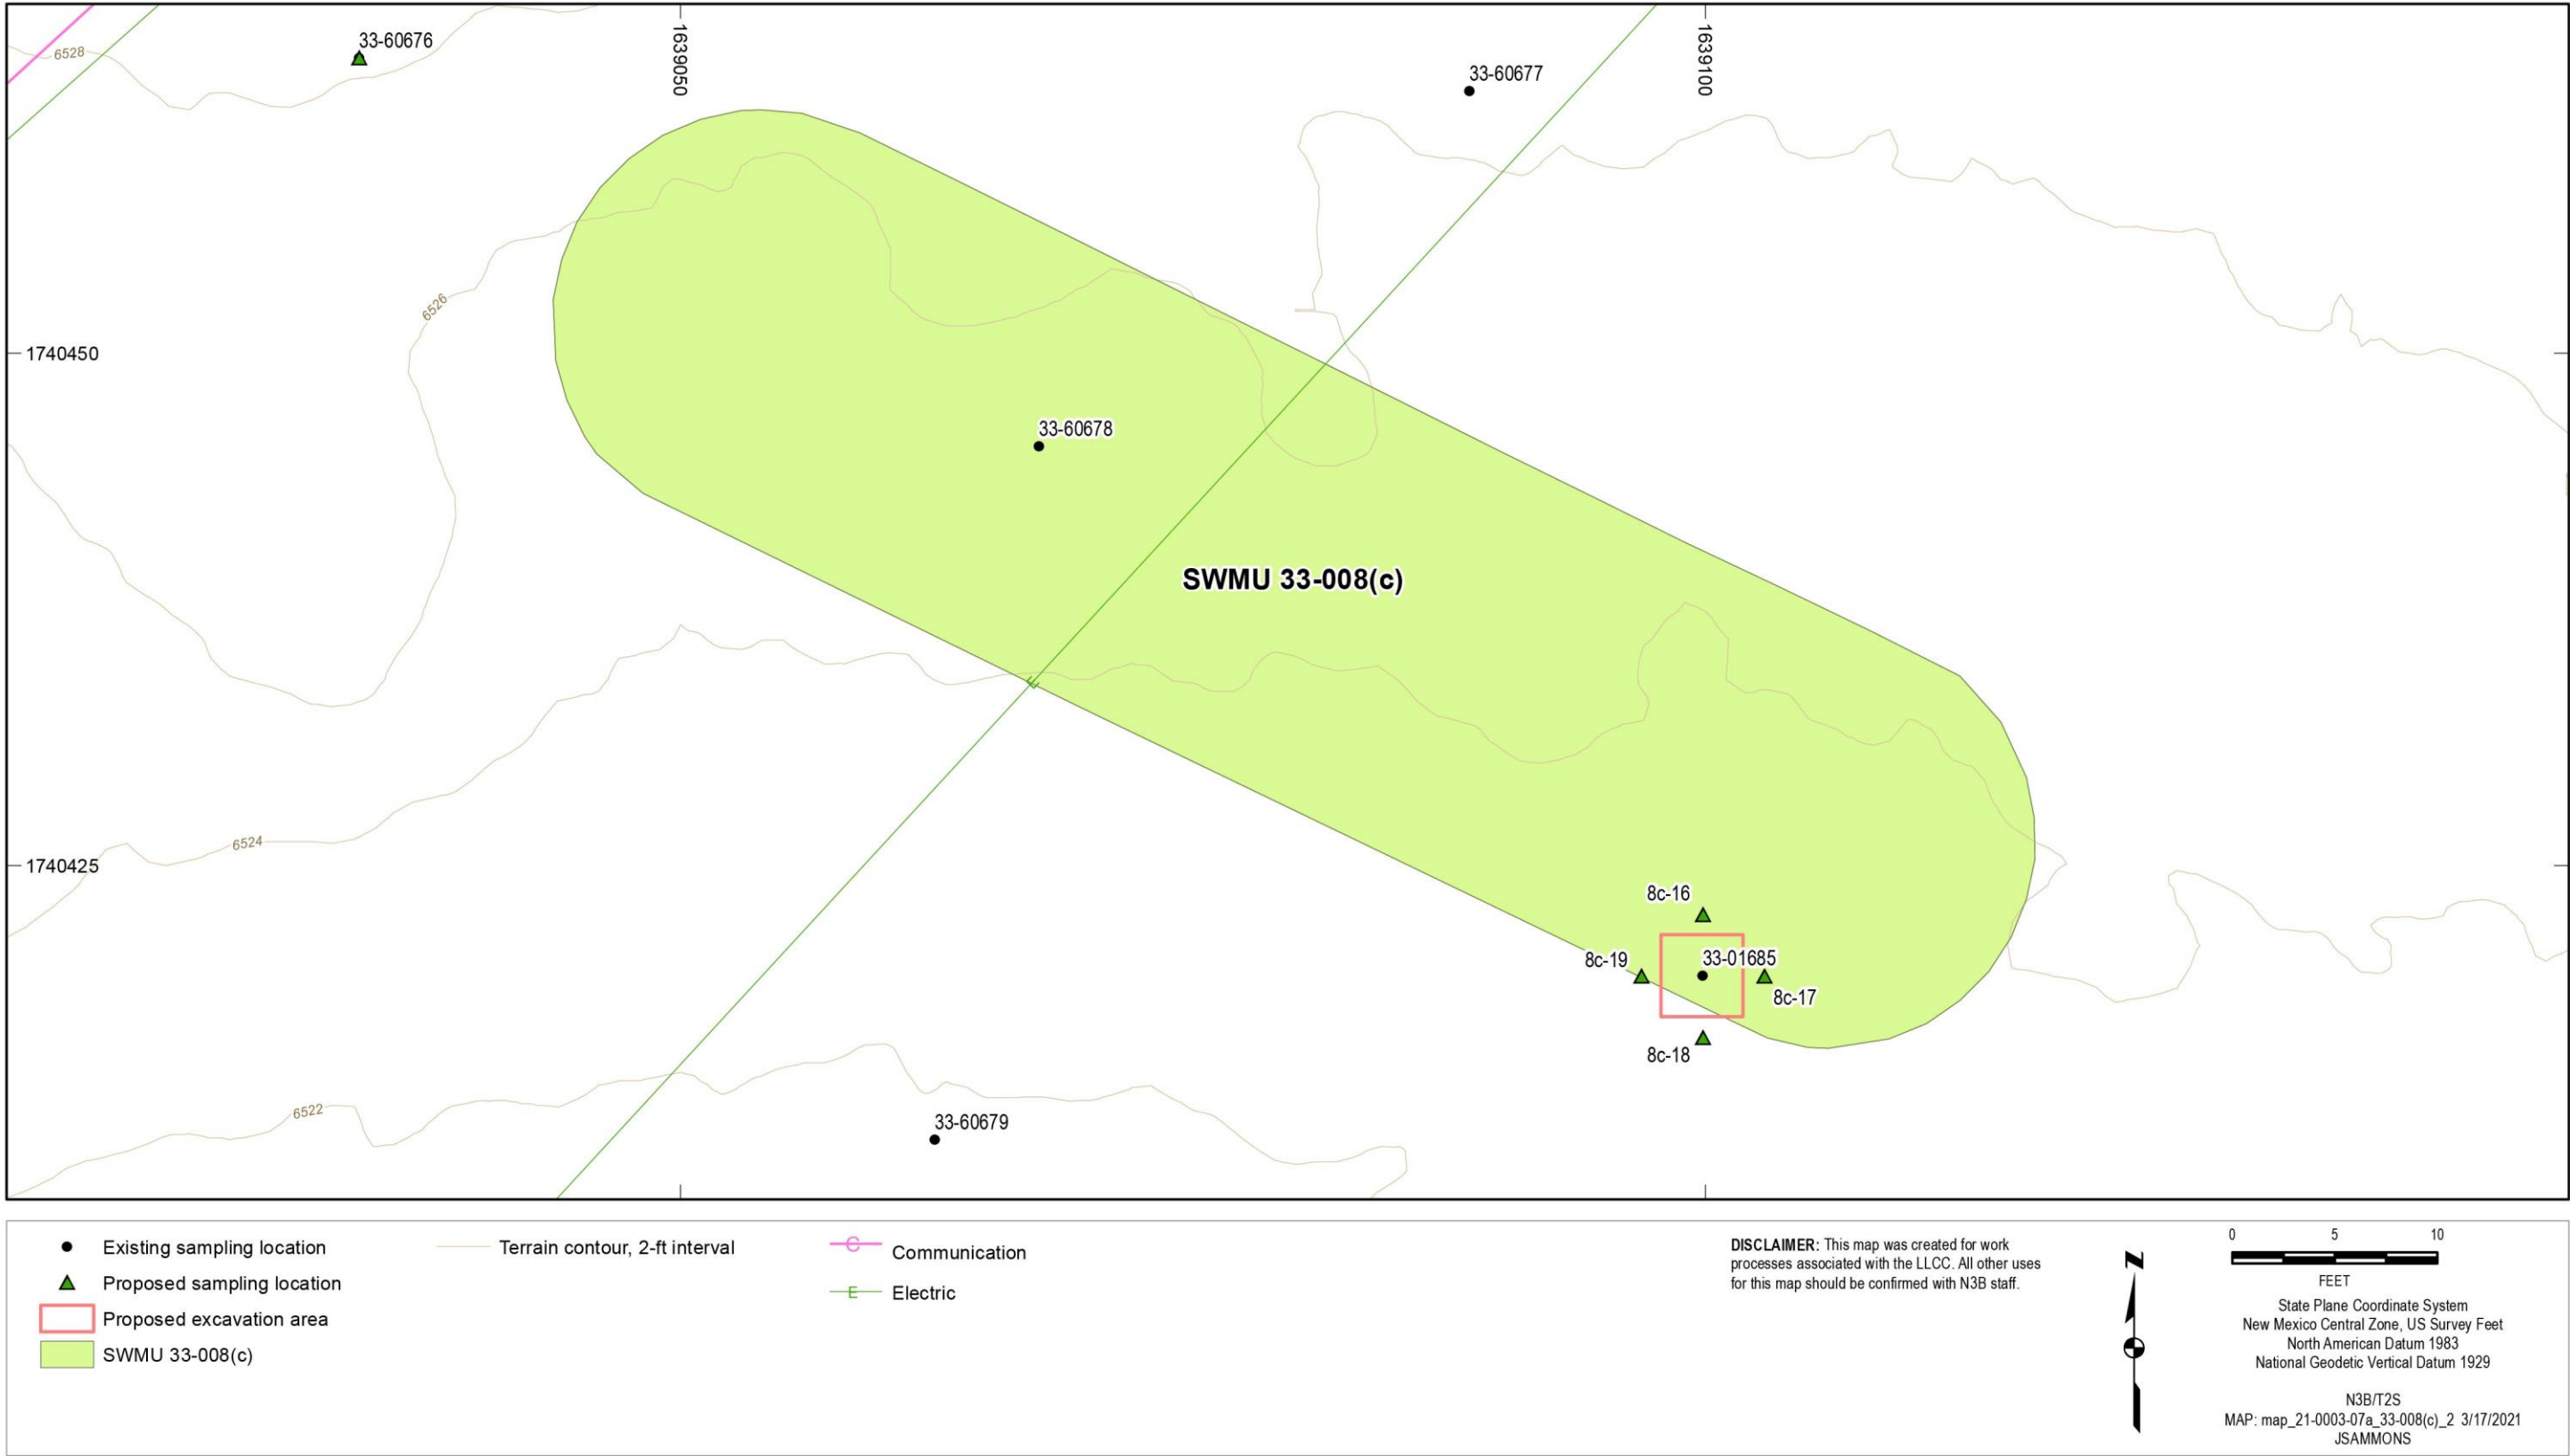 6528
33-60676
1639050
33-60677
1639100
6526
1740450
33-60678
SWMU 33-008(c)
E
6524
1740425
8c-16
8c-19
33-01685
8c-17
8c-18
6522
33-60679
Existing sampling location
Proposed sampling location
Proposed excavation area
SWMU 33-008(c)
Terrain contour, 2-ft interval
C
Communication
E
Electric
DISCLAIMER: This map was created for work
processes associated with the LLCC. All other uses
for this map should be confirmed with N3B staff.
N
0 5 10
FEET
State Plane Coordinate System
New Mexico Central Zone, US Survey Feet
North American Datum 1983
National Geodetic Vertical Datum 1929
N3B/T2S
MAP: map_21-0003-07a_33-008(c)_2 3/17/2021
JSAMMONS